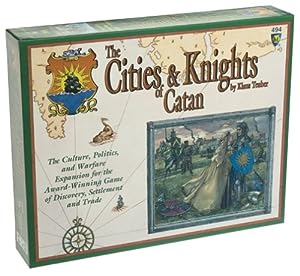 The
Cities & Knights
of
Catan
by Klaus Teuber
494
The Culture, Politics,
and Warfare
Expansion for the
Award-Winning Game
of Discovery, Settlement
and Trade